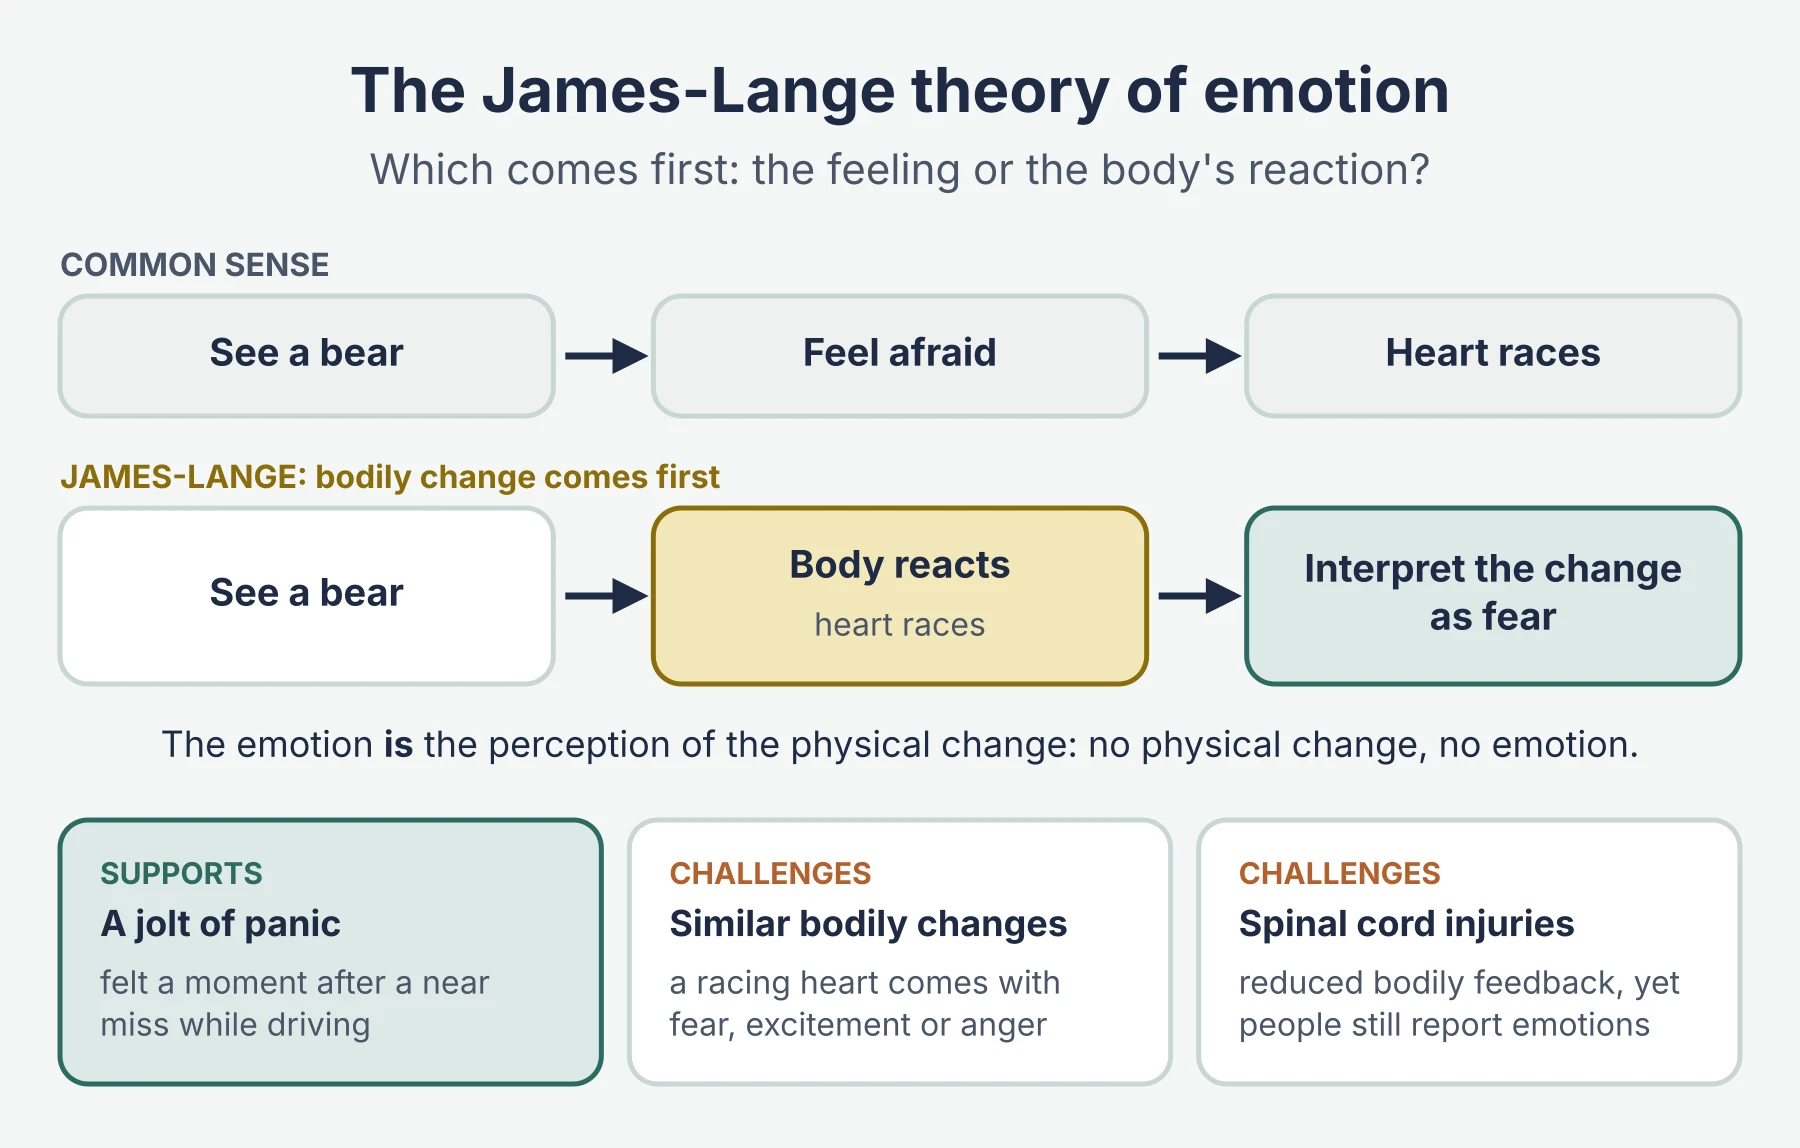 The James-Lange theory of emotion
Which comes first: the feeling or the body's reaction?
COMMON SENSE
See a bear
Feel afraid
Heart races
JAMES-LANGE: bodily change comes first
See a bear
Body reacts
heart races
Interpret the change
as fear
The emotion is the perception of the physical change: no physical change, no emotion.
SUPPORTS
A jolt of panic
felt a moment after a near
miss while driving
CHALLENGES
Similar bodily changes
a racing heart comes with
fear, excitement or anger
CHALLENGES
Spinal cord injuries
reduced bodily feedback, yet
people still report emotions